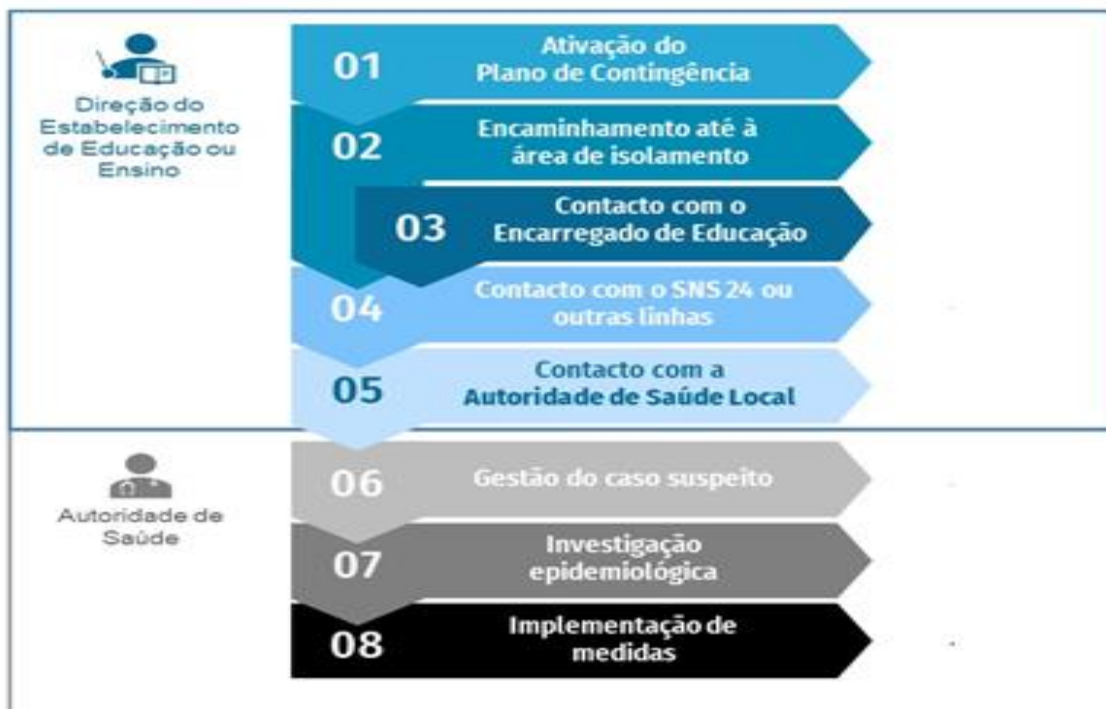 Direção do
Estabelecimento
de Educação ou
Ensino
01
Ativação do
Plano de Contingência
02
Encaminhamento até à
área de isolamento
03
Contacto com o
Encarregado de Educação
04
Contacto com o SNS 24 ou
outras linhas
05
Contacto com a
Autoridade de Saúde Local
Autoridade de
Saúde
06
Gestão do caso suspeito
07
Investigação
epidemiológica
08
Implementação de
medidas